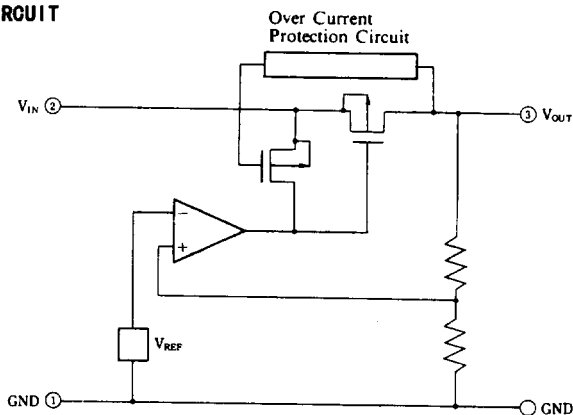 RCUIT
Over Current
Protection Circuit
VIN ②
③ VOUT
−
+
VREF
GND ①
GND